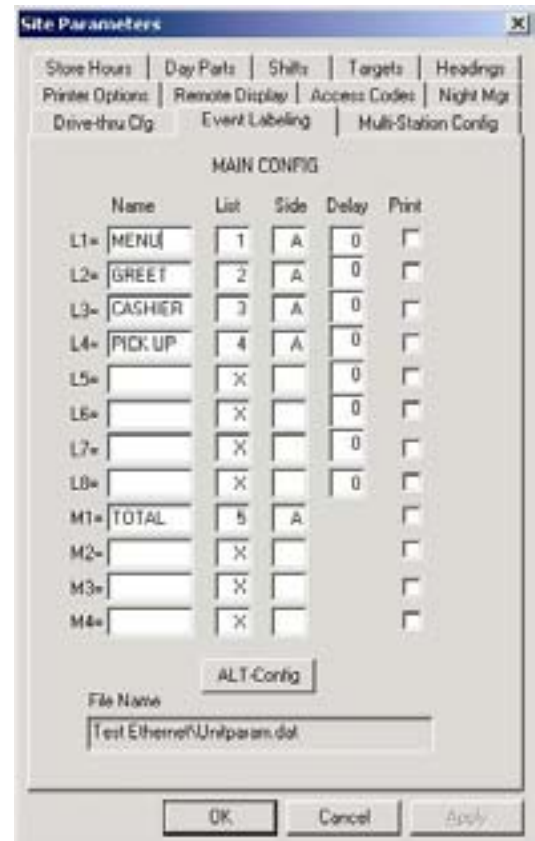 Site Parameters
Store Hours Day Parts Shifts Targets Headings
Printer Options Remote Display Access Codes Night Mgr
Drive-thru Cfg Event Labeling Multi-Station Config
MAIN CONFIG
Name List Side Delay Print
L1= MENU 1 A 0
L2= GREET 2 A 0
L3= CASHIER 3 A 0
L4= PICK UP 4 A 0
L5= X 0
L6= X 0
L7= X 0
L8= X 0
M1= TOTAL 5 A
M2= X
M3= X
M4= X
ALT-Config
File Name
Test Ethernet\Unitparam.dat
OK Cancel Apply